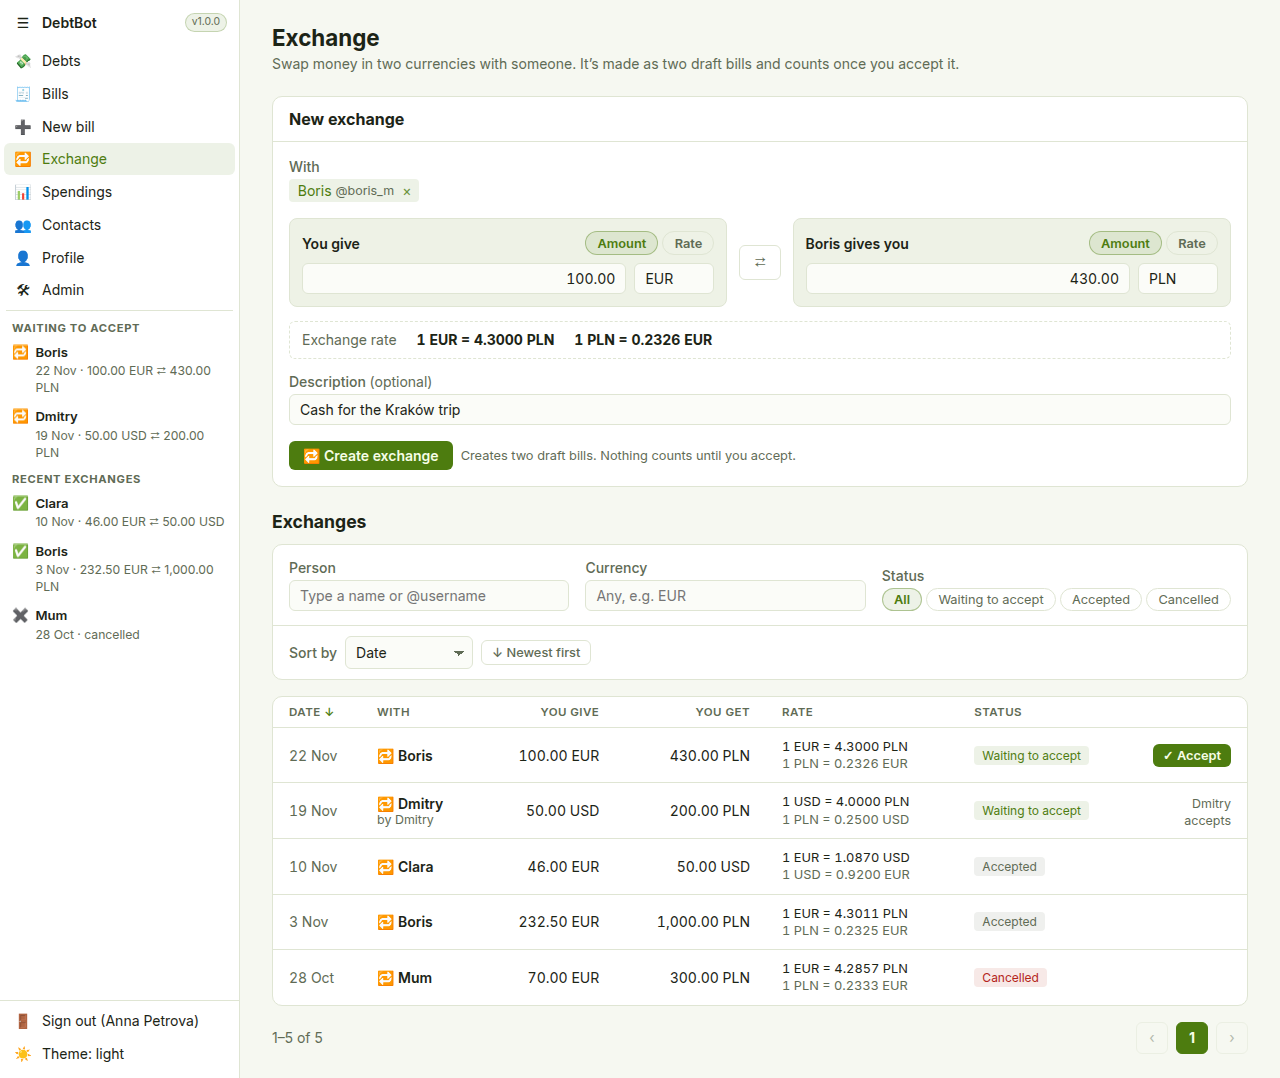 DebtBot
v1.0.0
Debts
Bills
New bill
Exchange
Spendings
Contacts
Profile
Admin
WAITING TO ACCEPT
Boris
22 Nov · 100.00 EUR ⇄ 430.00
PLN
Dmitry
19 Nov · 50.00 USD ⇄ 200.00
PLN
RECENT EXCHANGES
Clara
10 Nov · 46.00 EUR ⇄ 50.00 USD
Boris
3 Nov · 232.50 EUR ⇄ 1,000.00
PLN
Mum
28 Oct · cancelled
Sign out (Anna Petrova)
Theme: light
Exchange
Swap money in two currencies with someone. It’s made as two draft bills and counts once you accept it.
New exchange
With
Boris @boris_m ×
You give Amount Rate
100.00 EUR
⇄
Boris gives you Amount Rate
430.00 PLN
Exchange rate 1 EUR = 4.3000 PLN 1 PLN = 0.2326 EUR
Description (optional)
Cash for the Kraków trip
Create exchange Creates two draft bills. Nothing counts until you accept.
Exchanges
Person Currency Status
Type a name or @username Any, e.g. EUR All Waiting to accept Accepted Cancelled
Sort by Date ↓ Newest first
DATE ↓ WITH YOU GIVE YOU GET RATE STATUS
22 Nov Boris 100.00 EUR 430.00 PLN 1 EUR = 4.3000 PLN Waiting to accept ✓ Accept
1 PLN = 0.2326 EUR
19 Nov Dmitry 50.00 USD 200.00 PLN 1 USD = 4.0000 PLN Waiting to accept Dmitry
by Dmitry 1 PLN = 0.2500 USD accepts
10 Nov Clara 46.00 EUR 50.00 USD 1 EUR = 1.0870 USD Accepted
1 USD = 0.9200 EUR
3 Nov Boris 232.50 EUR 1,000.00 PLN 1 EUR = 4.3011 PLN Accepted
1 PLN = 0.2325 EUR
28 Oct Mum 70.00 EUR 300.00 PLN 1 EUR = 4.2857 PLN Cancelled
1 PLN = 0.2333 EUR
1–5 of 5 ‹ 1 ›